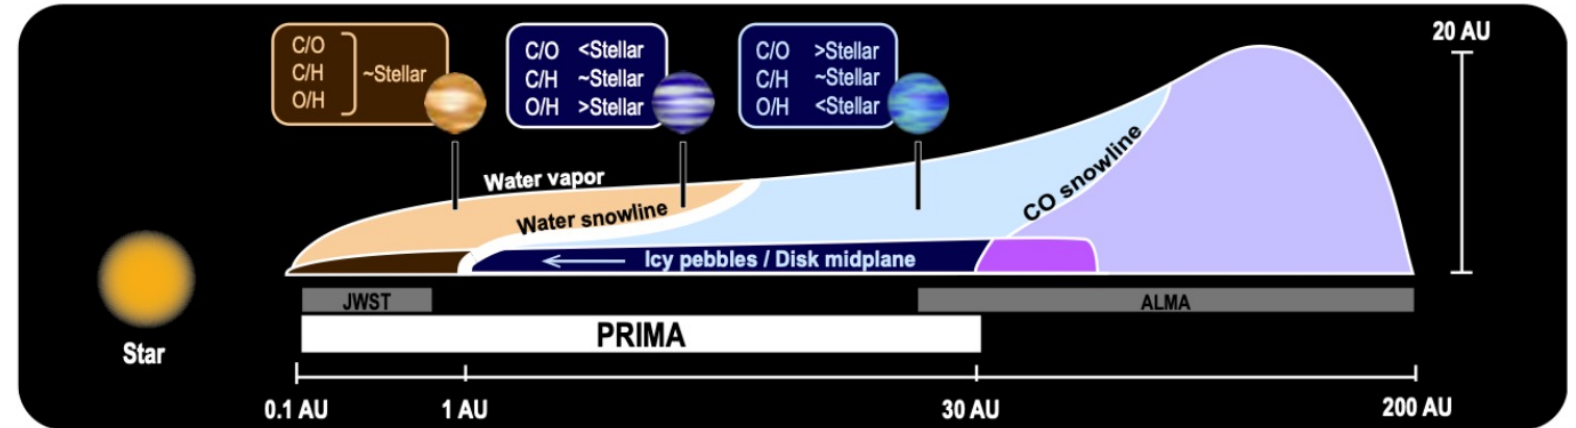 C/O
C/H
O/H
~Stellar
C/O <Stellar
C/H ~Stellar
O/H >Stellar
C/O >Stellar
C/H ~Stellar
O/H <Stellar
20 AU
Water vapor
Water snowline
CO snowline
Icy pebbles / Disk midplane
JWST
ALMA
PRIMA
Star
0.1 AU
1 AU
30 AU
200 AU